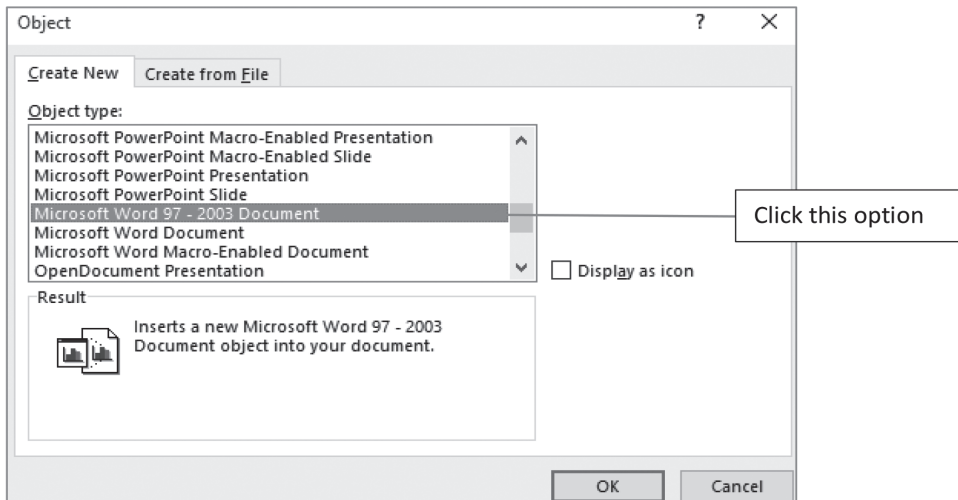 Object
? X
Create New Create from File
Object type:
Microsoft PowerPoint Macro-Enabled Presentation
Microsoft PowerPoint Macro-Enabled Slide
Microsoft PowerPoint Presentation
Microsoft PowerPoint Slide
Microsoft Word 97 - 2003 Document
Microsoft Word Document
Microsoft Word Macro-Enabled Document
OpenDocument Presentation
Click this option
Display as icon
Result
Inserts a new Microsoft Word 97 - 2003
Document object into your document.
OK Cancel